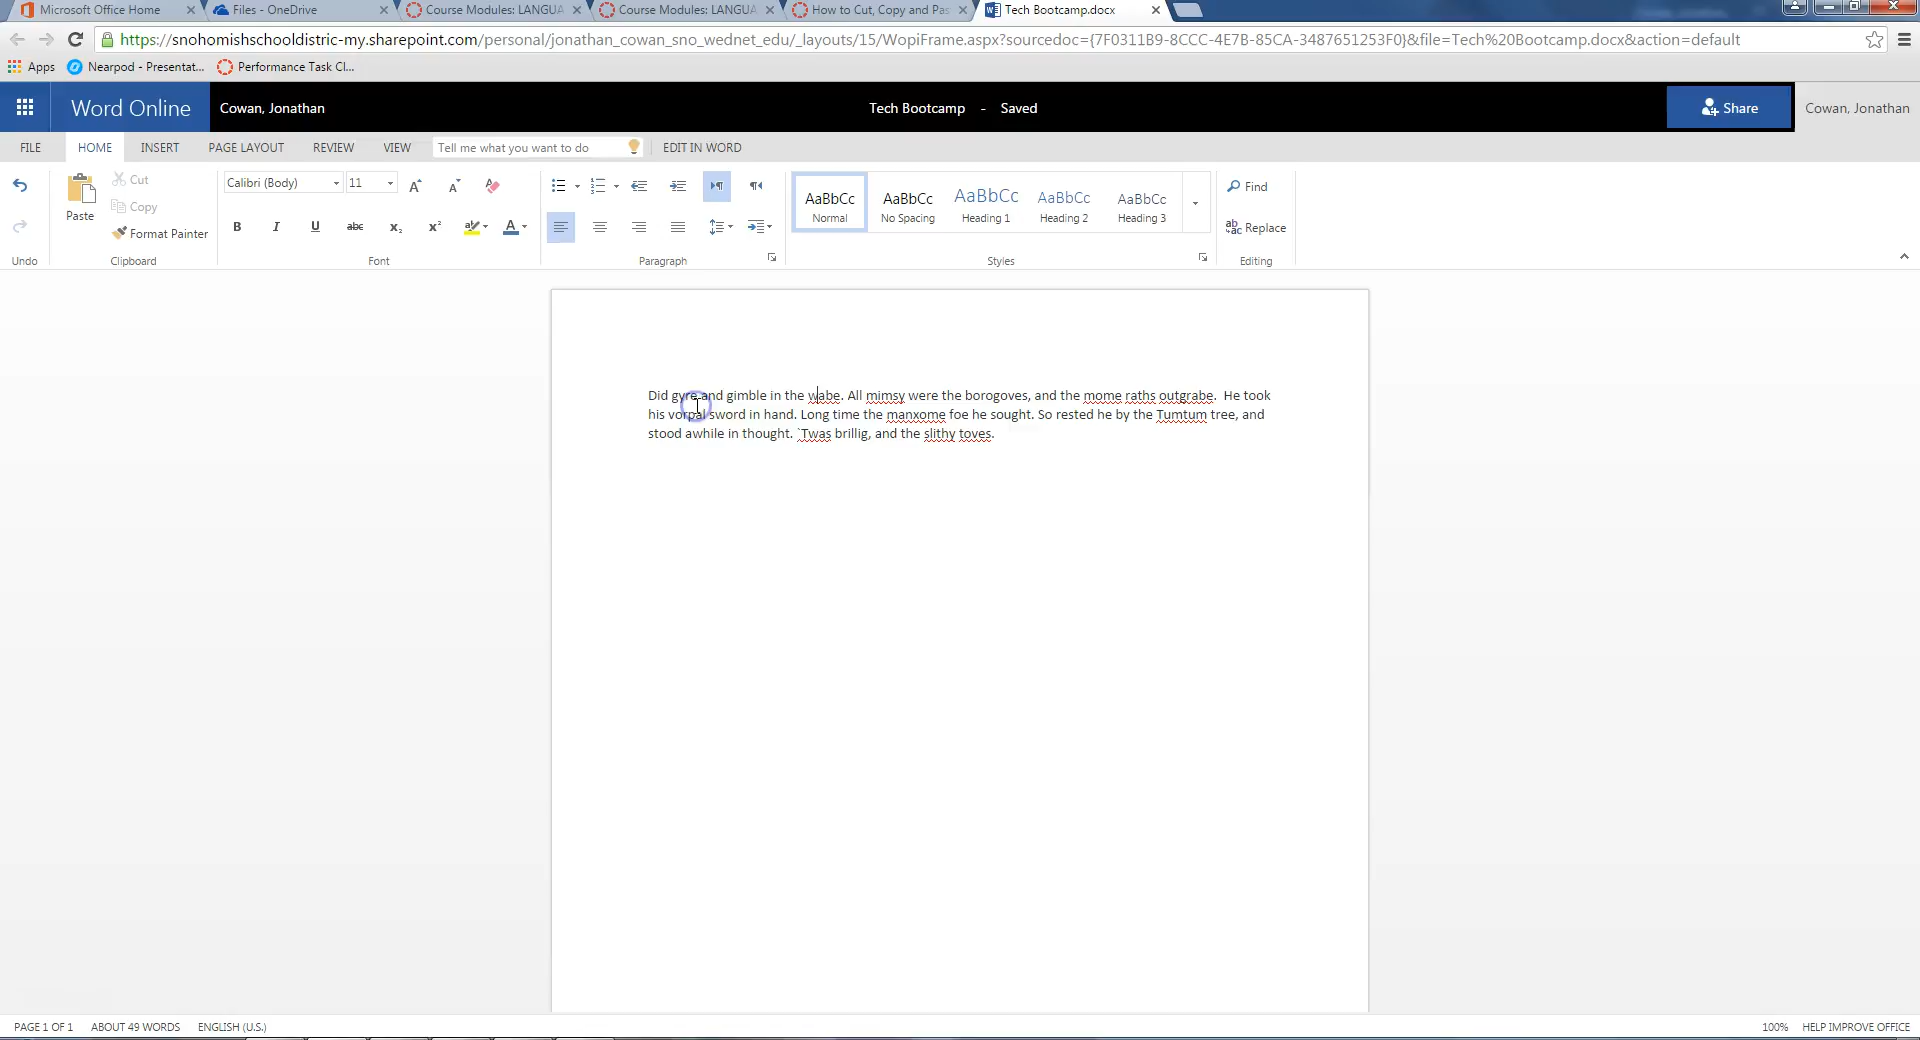 Microsoft Office Home
Files - OneDrive
Course Modules: LANGUA
Course Modules: LANGUA
How to Cut, Copy and Pas
Tech Bootcamp.docx
https://snohomishschooldistric-my.sharepoint.com/personal/jonathan_cowan_sno_wednet_edu/_layouts/15/WopiFrame.aspx?sourcedoc={7F0311B9-8CCC-4E7B-85CA-3487651253F0}&file=Tech%20Bootcamp.docx&action=default
Apps Nearpod - Presentat... Performance Task Cl...
Word Online Cowan, Jonathan Tech Bootcamp - Saved Share Cowan, Jonathan
FILE HOME INSERT PAGE LAYOUT REVIEW VIEW Tell me what you want to do EDIT IN WORD
Cut
Calibri (Body) 11
Paste
Copy
Format Painter
B I U abc x₂ x² aby A
AaBbCc AaBbCc AaBbCc AaBbCc AaBbCc
Normal No Spacing Heading 1 Heading 2 Heading 3
Find
ab ac Replace
Undo Clipboard Font Paragraph Styles Editing
Did gyre and gimble in the wabe. All mimsy were the borogoves, and the mome raths outgrabe.  He took
his vorpal sword in hand. Long time the manxome foe he sought. So rested he by the Tumtum tree, and
stood awhile in thought. `Twas brillig, and the slithy toves.
PAGE 1 OF 1 ABOUT 49 WORDS ENGLISH (U.S.) 100% HELP IMPROVE OFFICE